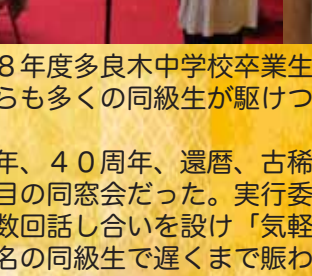 ８年度多良木中学校卒業生
らも多くの同級生が駆けつ
年、４０周年、還暦、古稀
目の同窓会だった。実行委
数回話し合いを設け「気軽
名の同級生で遅くまで賑わ